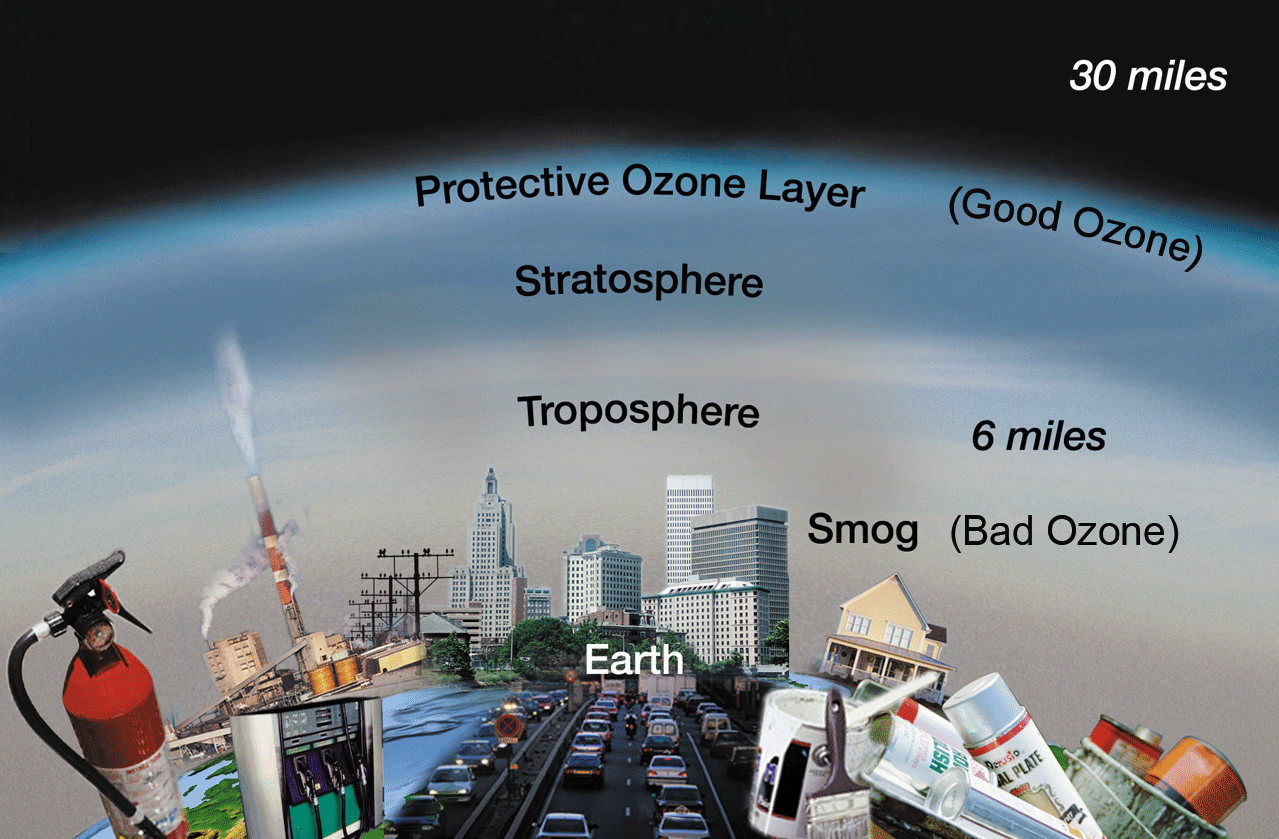 30 miles
Protective Ozone Layer (Good Ozone)
Stratosphere
Troposphere
6 miles
Smog (Bad Ozone)
Earth